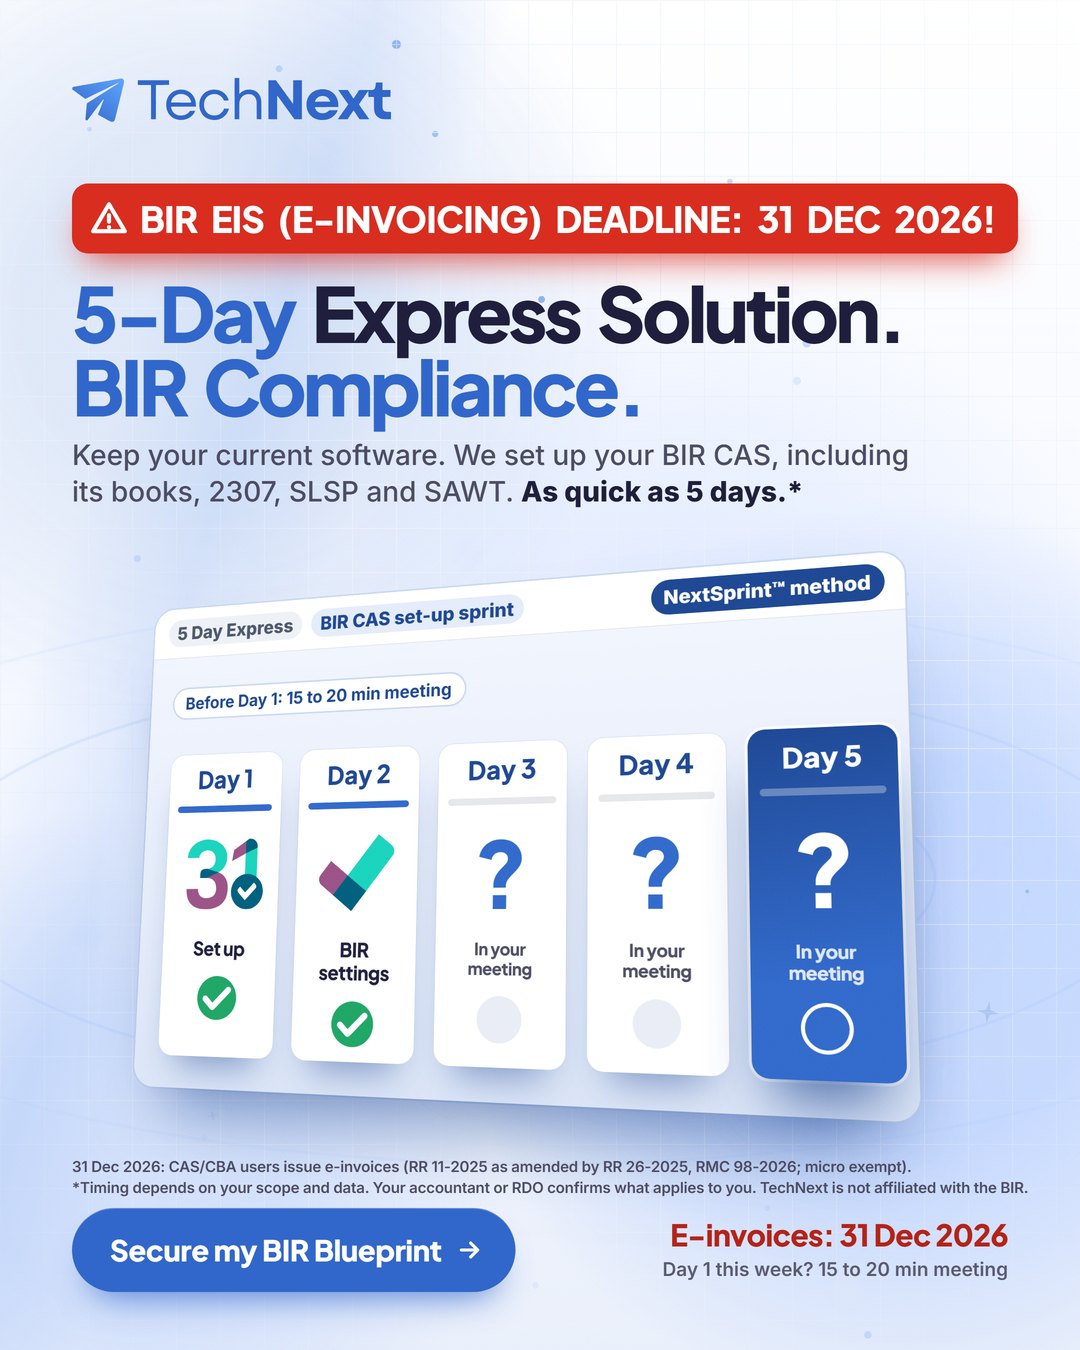 TechNext
BIR EIS (E-INVOICING) DEADLINE: 31 DEC 2026!
5-Day Express Solution.
BIR Compliance.
Keep your current software. We set up your BIR CAS, including
its books, 2307, SLSP and SAWT. As quick as 5 days.*
5 Day Express
BIR CAS set-up sprint
NextSprint™ method
Before Day 1: 15 to 20 min meeting
Day 1
31
Set up
Day 2
BIR
settings
Day 3
?
In your
meeting
Day 4
?
In your
meeting
Day 5
?
In your
meeting
31 Dec 2026: CAS/CBA users issue e-invoices (RR 11-2025 as amended by RR 26-2025, RMC 98-2026; micro exempt).
*Timing depends on your scope and data. Your accountant or RDO confirms what applies to you. TechNext is not affiliated with the BIR.
Secure my BIR Blueprint →
E-invoices: 31 Dec 2026
Day 1 this week? 15 to 20 min meeting